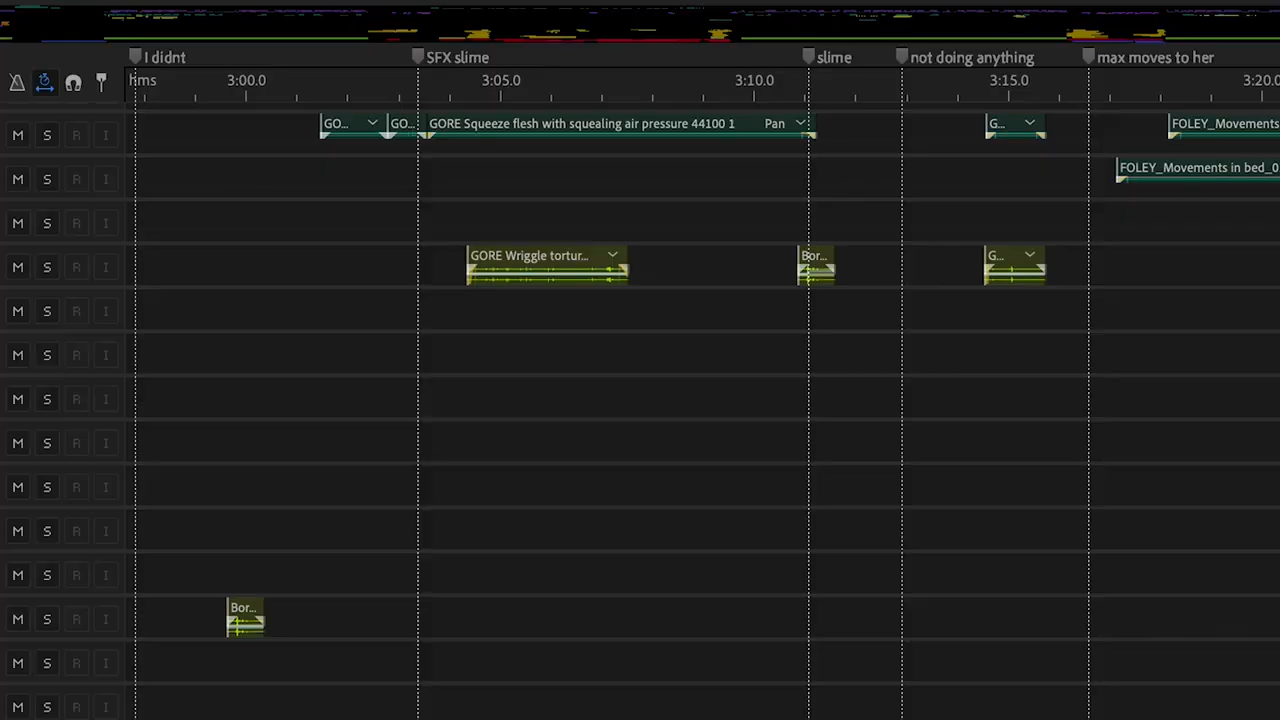 I didnt SFX slime slime not doing anything max moves to her
hms 3:00.0 3:05.0 3:10.0 3:15.0 3:20.0
M S R I GO... GO... GORE Squeeze flesh with squealing air pressure 44100 1 Pan G... FOLEY_Movements
M S R I FOLEY_Movements in bed_0
M S R I
M S R I GORE Wriggle tortur... Bor... G...
M S R I
M S R I
M S R I
M S R I
M S R I
M S R I
M S R I
M S R I Bor...
M S R I
M S R I